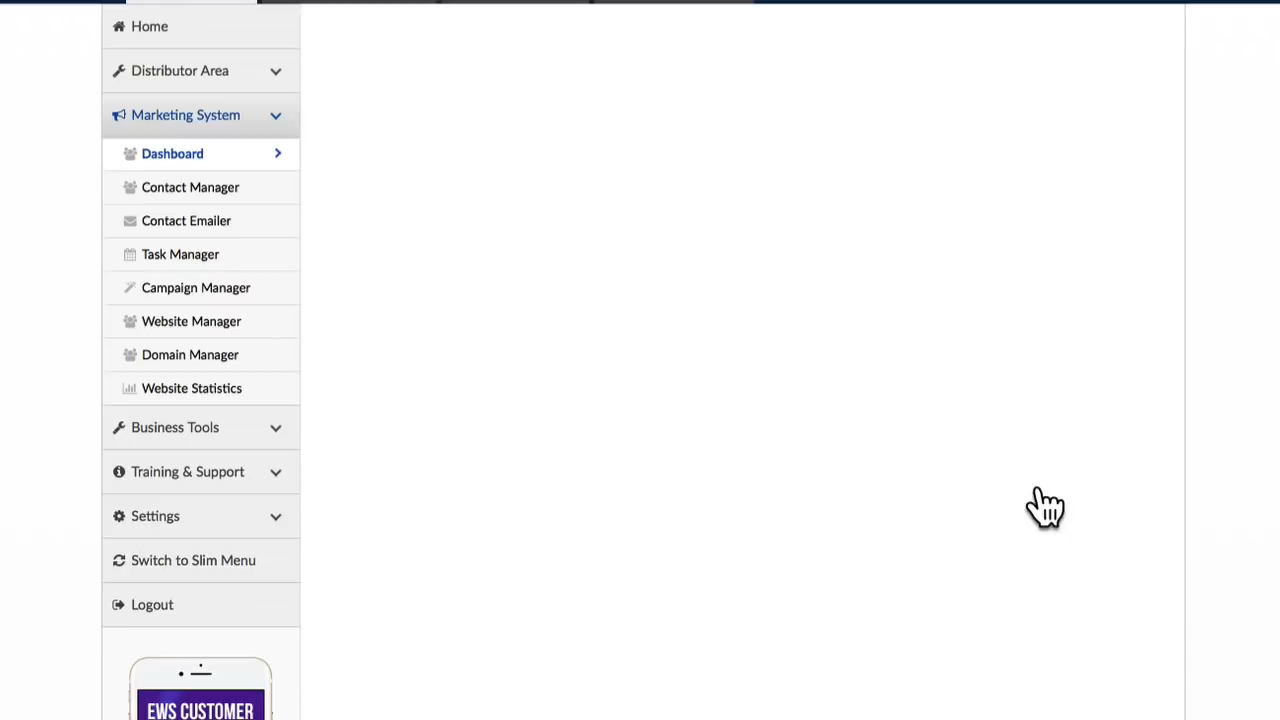 Home
Distributor Area
Marketing System
Dashboard
Contact Manager
Contact Emailer
Task Manager
Campaign Manager
Website Manager
Domain Manager
Website Statistics
Business Tools
Training & Support
Settings
Switch to Slim Menu
Logout
EWS CUSTOMER